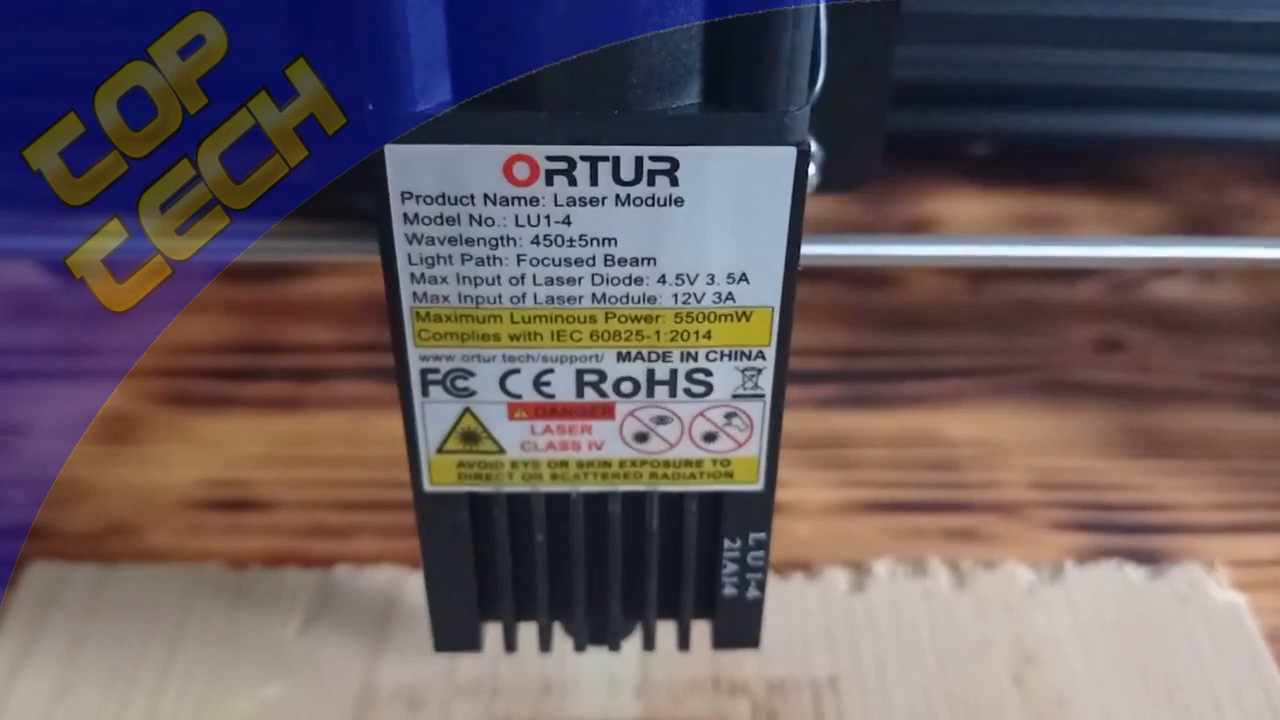 TOP
TECH
ORTUR
Product Name: Laser Module
Model No.: LU1-4
Wavelength: 450±5nm
Light Path: Focused Beam
Max Input of Laser Diode: 4.5V 3.5A
Max Input of Laser Module: 12V 3A
Maximum Luminous Power: 5500mW
Complies with IEC 60825-1:2014
www.ortur.tech/support/ MADE IN CHINA
FC CE RoHS
DANGER
LASER
CLASS IV
AVOID EYE OR SKIN EXPOSURE TO
DIRECT OR SCATTERED RADIATION
LU1-4
21A14